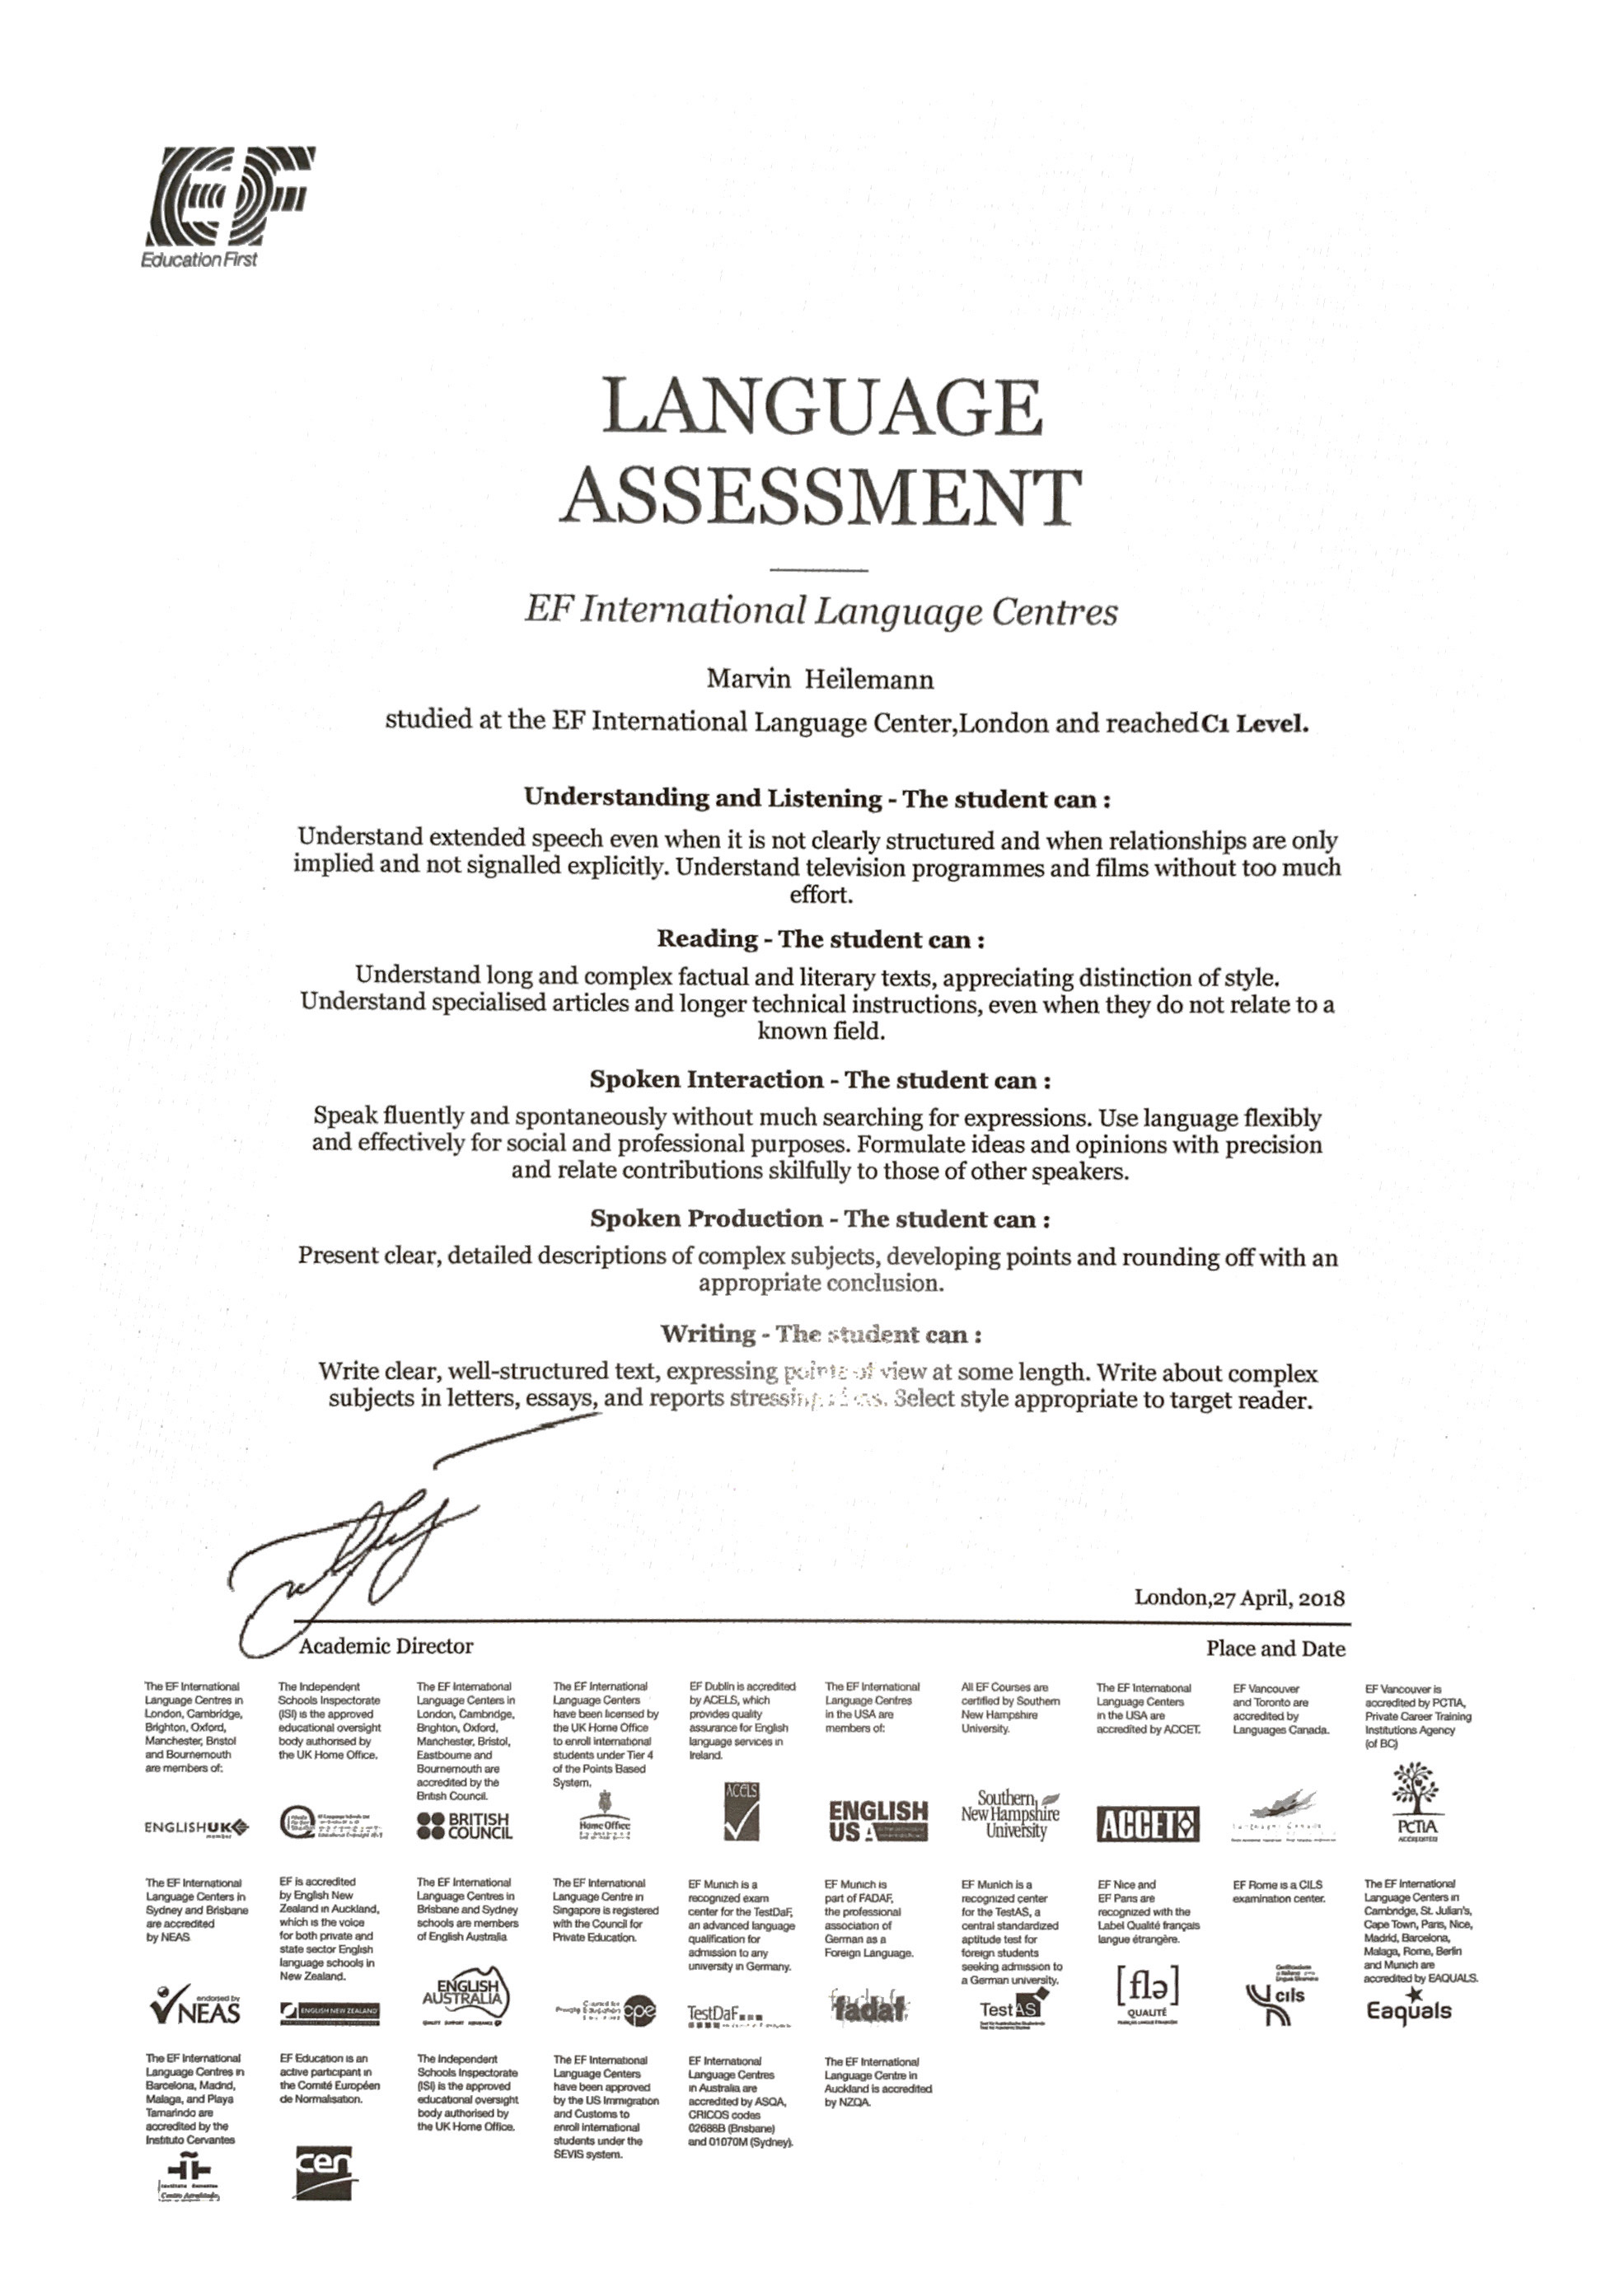 EF
Education First
LANGUAGE
ASSESSMENT
EF International Language Centres
Marvin Heilemann
studied at the EF International Language Center,London and reached C1 Level.
Understanding and Listening - The student can :
Understand extended speech even when it is not clearly structured and when relationships are only
implied and not signalled explicitly. Understand television programmes and films without too much
effort.
Reading - The student can :
Understand long and complex factual and literary texts, appreciating distinction of style.
Understand specialised articles and longer technical instructions, even when they do not relate to a
known field.
Spoken Interaction - The student can :
Speak fluently and spontaneously without much searching for expressions. Use language flexibly
and effectively for social and professional purposes. Formulate ideas and opinions with precision
and relate contributions skilfully to those of other speakers.
Spoken Production - The student can :
Present clear, detailed descriptions of complex subjects, developing points and rounding off with an
appropriate conclusion.
Writing - The student can :
Write clear, well-structured text, expressing points of view at some length. Write about complex
subjects in letters, essays, and reports stressing Select style appropriate to target reader.
London,27 April, 2018
Academic Director
Place and Date
The EF International
Language Centres in
London, Cambridge,
Brighton, Oxford,
Manchester, Bristol
and Bournemouth
are members of:
ENGLISHUK
member
The Independent
Schools Inspectorate
(ISI) is the approved
educational oversight
body authorised by
the UK Home Office.
The EF International
Language Centers in
London, Cambridge,
Brighton, Oxford,
Manchester, Bristol,
Eastbourne and
Bournemouth are
accredited by the
British Council.
BRITISH
COUNCIL
The EF International
Language Centers
have been licensed by
the UK Home Office
to enroll international
students under Tier 4
of the Points Based
System.
Home Office
EF Dublin is accredited
by ACELS, which
provides quality
assurance for English
language services in
Ireland.
ACELS
The EF International
Language Centres
in the USA are
members of:
ENGLISH
USA
All EF Courses are
certified by Southern
New Hampshire
University.
Southern
New Hampshire
University
The EF International
Language Centers
in the USA are
accredited by ACCET.
ACCET
EF Vancouver
and Toronto are
accredited by
Languages Canada.
EF Vancouver is
accredited by PCTIA,
Private Career Training
Institutions Agency
(of BC)
PCTIA
ACCREDITED
The EF International
Language Centers in
Sydney and Brisbane
are accredited
by NEAS
endorsed by
NEAS
EF is accredited
by English New
Zealand in Auckland,
which is the voice
for both private and
state sector English
language schools in
New Zealand.
ENGLISH NEW ZEALAND
The EF International
Language Centres in
Brisbane and Sydney
schools are members
of English Australia
ENGLISH
AUSTRALIA
The EF International
Language Centre in
Singapore is registered
with the Council for
Private Education.
cpe
EF Munich is a
recognized exam
center for the TestDaF,
an advanced language
qualification for
admission to any
university in Germany.
TestDaF
EF Munich is
part of FADAF,
the professional
association of
German as a
Foreign Language.
fadaf
EF Munich is a
recognized center
for the TestAS, a
central standardized
aptitude test for
foreign students
seeking admission to
a German university.
TestAS
EF Nice and
EF Paris are
recognized with the
Label Qualité français
langue étrangère.
[flə]
QUALITÉ
EF Rome is a CILS
examination center.
cils
The EF International
Language Centers in
Cambridge, St. Julian's,
Cape Town, Paris, Nice,
Madrid, Barcelona,
Malaga, Rome, Berlin
and Munich are
accredited by EAQUALS.
Eaquals
The EF International
Language Centres in
Barcelona, Madrid,
Malaga, and Playa
Tamarindo are
accredited by the
Instituto Cervantes
Instituto Cervantes
Centro Acreditado
EF Education is an
active participant in
the Comité Européen
de Normalisation.
cen
The Independent
Schools Inspectorate
(ISI) is the approved
educational oversight
body authorised by
the UK Home Office.
The EF International
Language Centers
have been approved
by the US Immigration
and Customs to
enroll international
students under the
SEVIS system.
EF International
Language Centres
in Australia are
accredited by ASQA,
CRICOS codes
02686B (Brisbane)
and 01070M (Sydney).
The EF International
Language Centre in
Auckland is accredited
by NZQA.